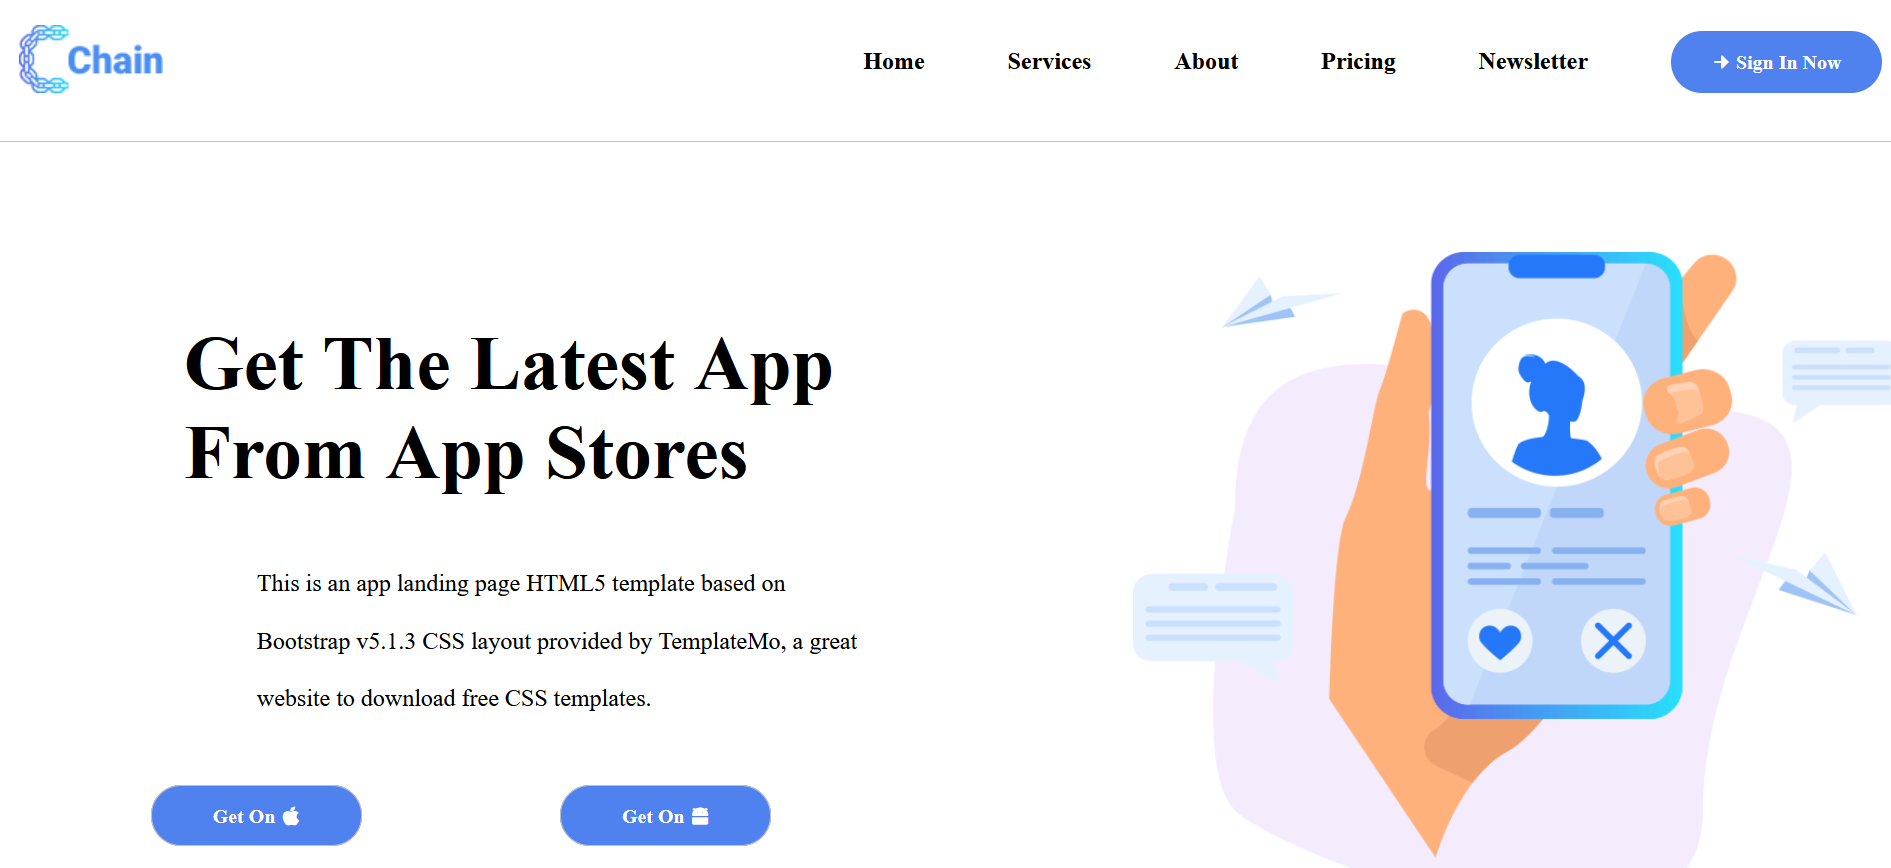 Chain
Home Services About Pricing Newsletter Sign In Now
Get The Latest App
From App Stores
This is an app landing page HTML5 template based on
Bootstrap v5.1.3 CSS layout provided by TemplateMo, a great
website to download free CSS templates.
Get On Get On